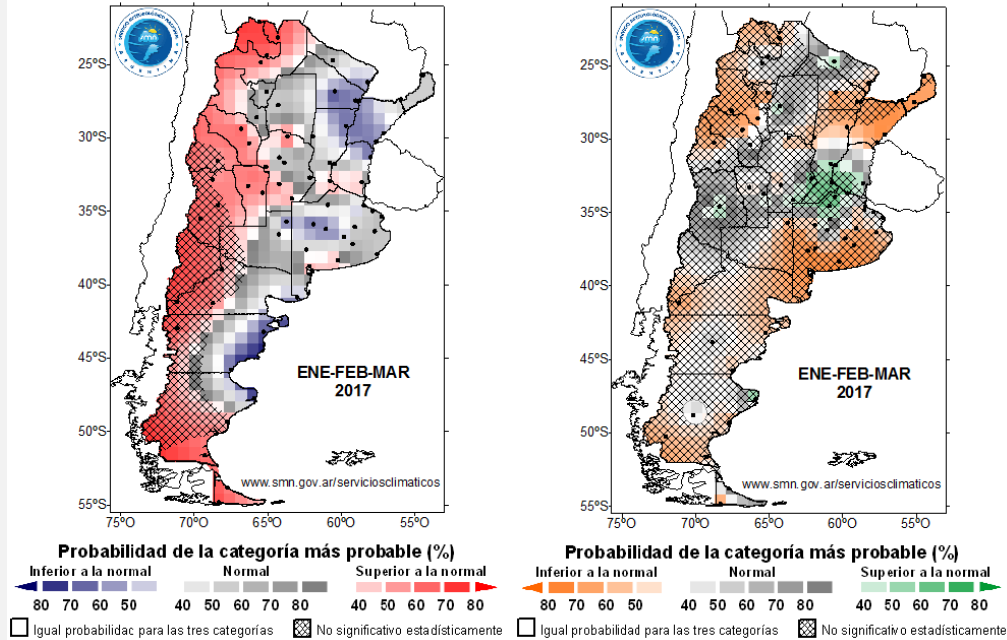 25°S
30°S
35°S
40°S
45°S
50°S
55°S
75°O 70°O 65°O 60°O 55°O
ENE-FEB-MAR
2017
www.smn.gov.ar/serviciosclimaticos
Probabilidad de la categoría más probable (%)
Inferior a la normal Normal Superior a la normal
80 70 60 50 40 50 60 70 80 40 50 60 70 80
Igual probabilidac para las tres categorías No significativo estadísticamente
25°S
30°S
35°S
40°S
45°S
50°S
55°S
75°O 70°O 65°O 60°O 55°O
ENE-FEB-MAR
2017
www.smn.gov.ar/serviciosclimaticos
Probabilidad de la categoría más probable (%)
Inferior a la normal Normal Superior a la normal
80 70 60 50 40 50 60 70 80 40 50 60 70 80
Igual probabilidad para las tres categorías No significativo estadísticamente